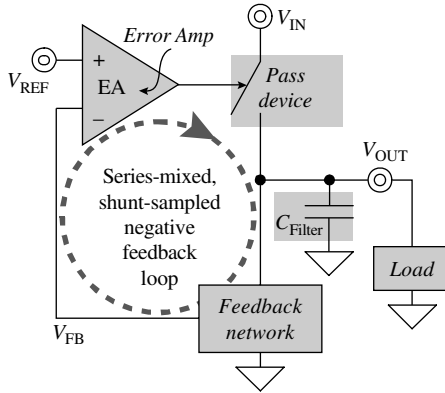 V_IN
Error Amp
V_REF
+
EA
−
Pass
device
V_OUT
Series-mixed,
shunt-sampled
negative
feedback
loop
C_Filter
Load
V_FB
Feedback
network